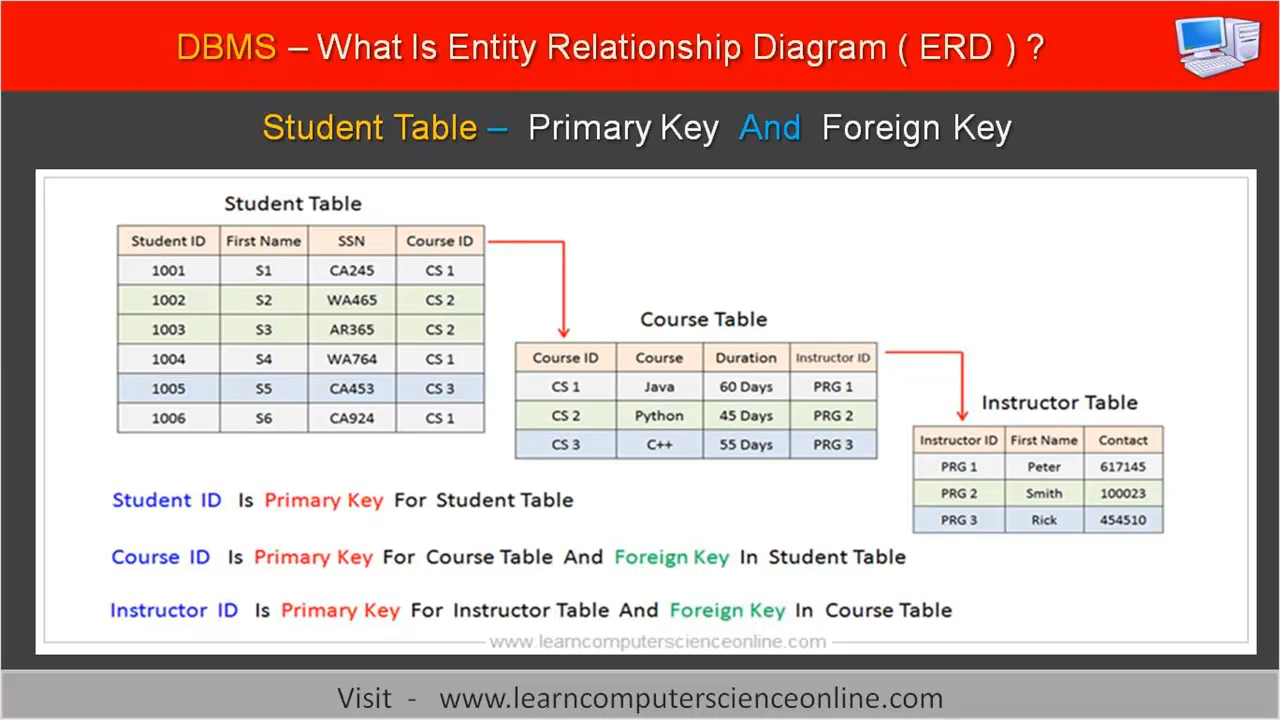 DBMS – What Is Entity Relationship Diagram ( ERD ) ?
Student Table – Primary Key And Foreign Key
Student Table
Student ID First Name SSN Course ID
1001 S1 CA245 CS 1
1002 S2 WA465 CS 2
1003 S3 AR365 CS 2
1004 S4 WA764 CS 1
1005 S5 CA453 CS 3
1006 S6 CA924 CS 1
Course Table
Course ID Course Duration Instructor ID
CS 1 Java 60 Days PRG 1
CS 2 Python 45 Days PRG 2
CS 3 C++ 55 Days PRG 3
Instructor Table
Instructor ID First Name Contact
PRG 1 Peter 617145
PRG 2 Smith 100023
PRG 3 Rick 454510
Student ID Is Primary Key For Student Table
Course ID Is Primary Key For Course Table And Foreign Key In Student Table
Instructor ID Is Primary Key For Instructor Table And Foreign Key In Course Table
www.learncomputerscienceonline.com
Visit - www.learncomputerscienceonline.com